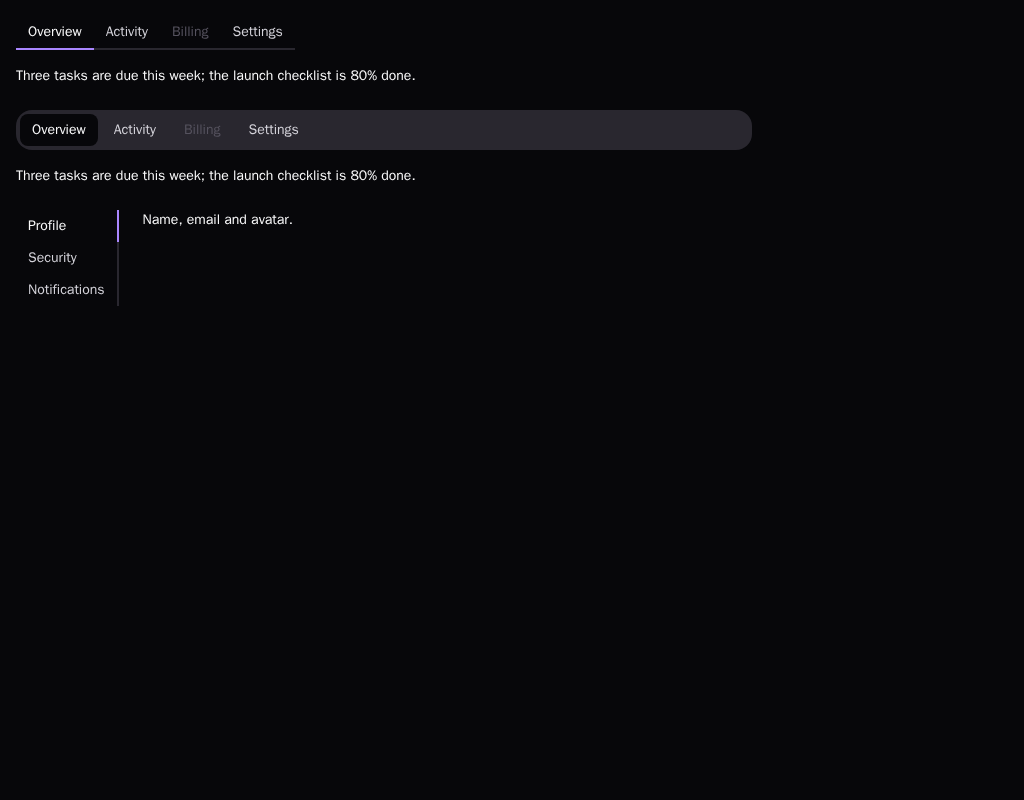 Overview Activity Billing Settings
Three tasks are due this week; the launch checklist is 80% done.
Overview Activity Billing Settings
Three tasks are due this week; the launch checklist is 80% done.
Profile
Name, email and avatar.
Security
Notifications